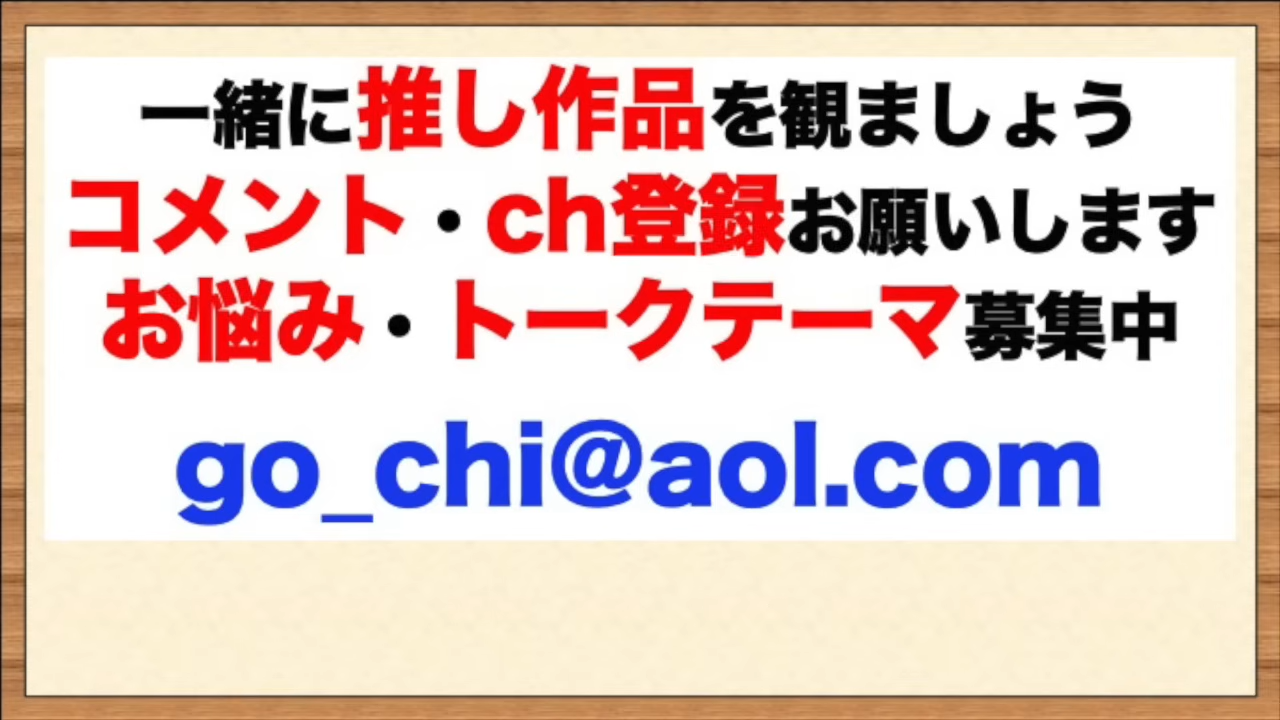 一緒に推し作品を観ましょう
コメント・ch登録お願いします
お悩み・トークテーマ募集中
go_chi@aol.com